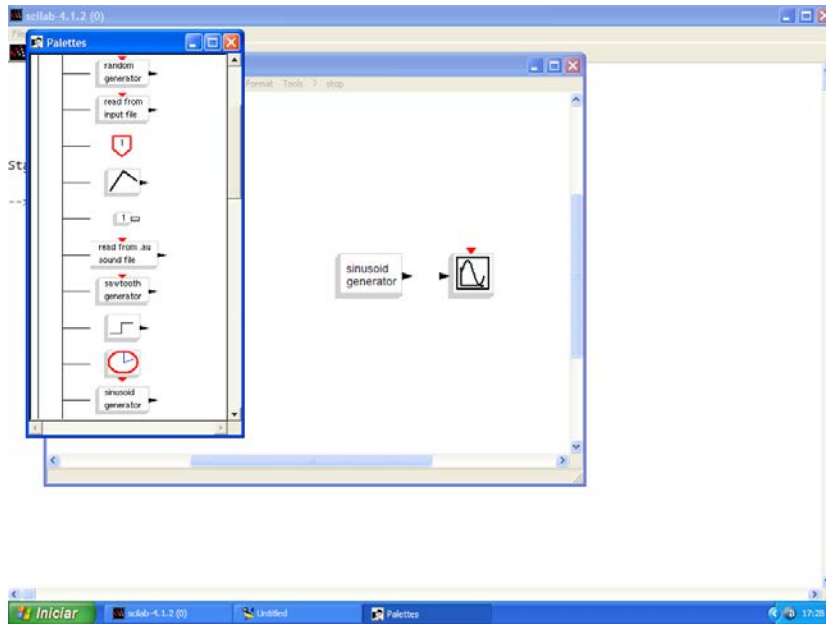 scilab-4.1.2 (0)
Palettes
Format Tools ? stop
random
generator
read from
input file
1
1
read from .au
sound file
sawtooth
generator
sinusoid
generator
sinusoid
generator
-->
Iniciar
scilab-4.1.2 (0)
Untitled
Palettes
17:28